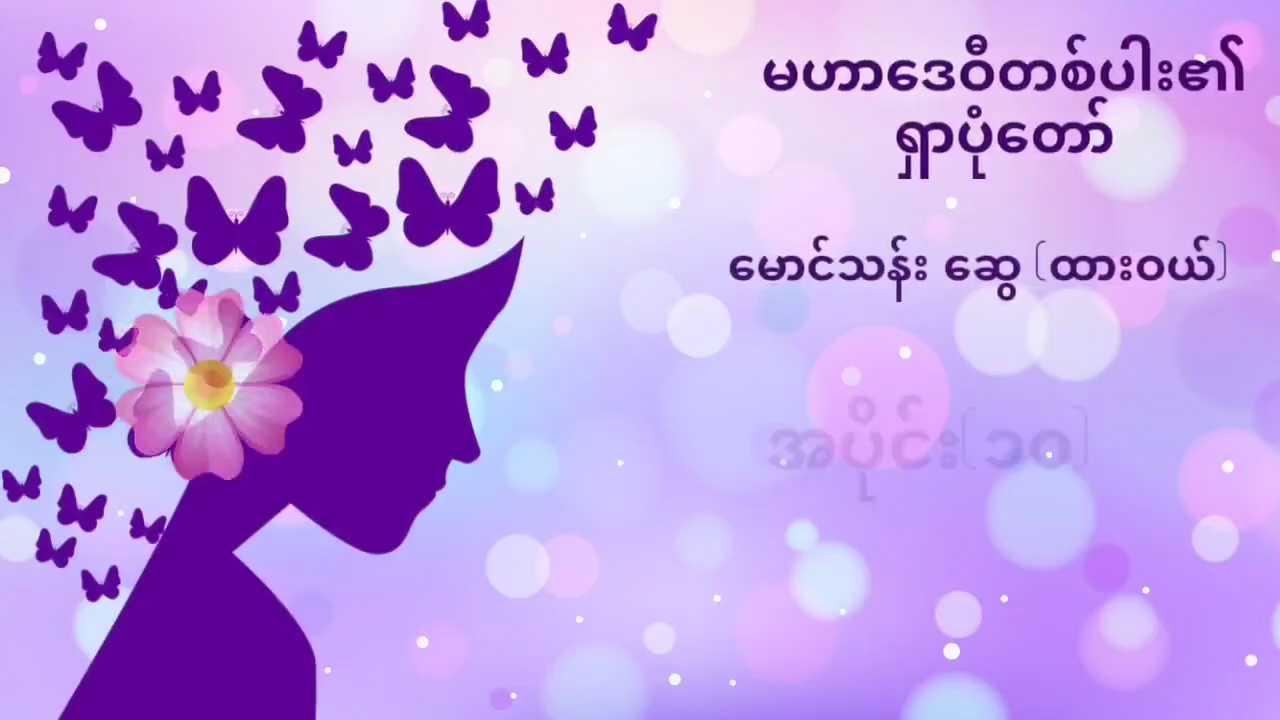 မဟာဒေဝီတစ်ပါး၏
ရှာပုံတော်
မောင်သန်း ဆွေ (ထားဝယ်)
အပိုင်း(၁၀)